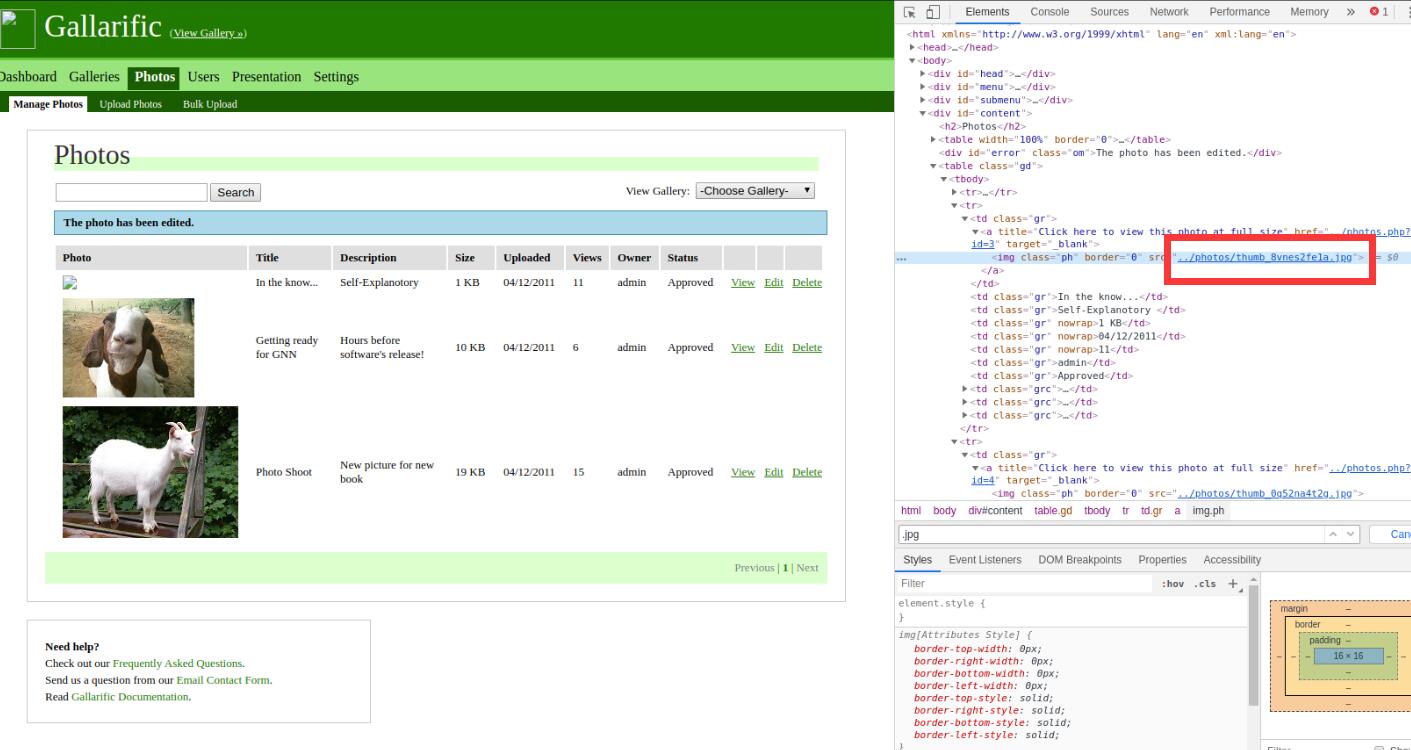 Gallarific (View Gallery »)
Dashboard Galleries Photos Users Presentation Settings
Manage Photos Upload Photos Bulk Upload
Photos
Search View Gallery: -Choose Gallery-
The photo has been edited.
Photo Title Description Size Uploaded Views Owner Status
In the know... Self-Explanatory 1 KB 04/12/2011 11 admin Approved View Edit Delete
Getting ready
for GNN
Hours before
software's release!
10 KB 04/12/2011 6 admin Approved View Edit Delete
Photo Shoot
New picture for new
book
19 KB 04/12/2011 15 admin Approved View Edit Delete
Previous | 1 | Next
Need help?
Check out our Frequently Asked Questions.
Send us a question from our Email Contact Form.
Read Gallarific Documentation.
Elements Console Sources Network Performance Memory » 1
<html xmlns="http://www.w3.org/1999/xhtml" lang="en" xml:lang="en">
<head>…</head>
<body>
<div id="head">…</div>
<div id="menu">…</div>
<div id="submenu">…</div>
<div id="content">
<h2>Photos</h2>
<table width="100%" border="0">…</table>
<div id="error" class="om">The photo has been edited.</div>
<table class="gd">
<tbody>
<tr>…</tr>
<tr>
<td class="gr">
<a title="Click here to view this photo at full size" href="../photos.php?
id=3" target="_blank">
<img class="ph" border="0" src="../photos/thumb_8vnes2fe1a.jpg"> == $0
</a>
</td>
<td class="gr">In the know...</td>
<td class="gr">Self-Explanatory </td>
<td class="gr" nowrap>1 KB</td>
<td class="gr" nowrap>04/12/2011</td>
<td class="gr" nowrap>11</td>
<td class="gr">admin</td>
<td class="gr">Approved</td>
<td class="grc">…</td>
<td class="grc">…</td>
<td class="grc">…</td>
</tr>
<tr>
<td class="gr">
<a title="Click here to view this photo at full size" href="../photos.php?
id=4" target="_blank">
<img class="ph" border="0" src="../photos/thumb_0q52na4t2g.jpg">
html body div#content table.gd tbody tr td.gr a img.ph
.jpg
Styles Event Listeners DOM Breakpoints Properties Accessibility
Filter :hov .cls +
element.style {
}
img[Attributes Style] {
border-top-width: 0px;
border-right-width: 0px;
border-bottom-width: 0px;
border-left-width: 0px;
border-top-style: solid;
border-right-style: solid;
border-bottom-style: solid;
border-left-style: solid;
}
margin –
border –
padding –
– – – 16 × 16 – –
–
–
–
Filter